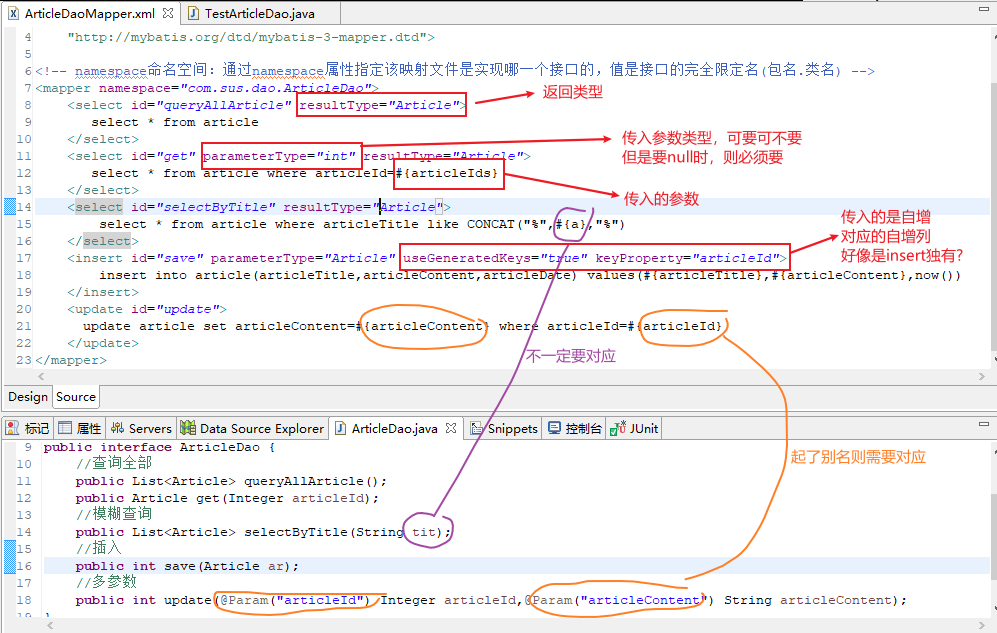 ArticleDaoMapper.xml TestArticleDao.java
4 "http://mybatis.org/dtd/mybatis-3-mapper.dtd">
5
6 <!-- namespace命名空间：通过namespace属性指定该映射文件是实现哪一个接口的，值是接口的完全限定名(包名.类名) -->
7 <mapper namespace="com.sus.dao.ArticleDao">
8 <select id="queryAllArticle" resultType="Article">
返回类型
9 select * from article
10 </select>
传入参数类型，可要可不要
11 <select id="get" parameterType="int" resultType="Article">
但是要null时，则必须要
12 select * from article where articleId=#{articleIds}
13 </select>
传入的参数
14 <select id="selectByTitle" resultType="Article">
15 select * from article where articleTitle like CONCAT("%",#{a},"%")
16 </select>
传入的是自增
对应的自增列
好像是insert独有?
17 <insert id="save" parameterType="Article" useGeneratedKeys="true" keyProperty="articleId">
18 insert into article(articleTitle,articleContent,articleDate) values(#{articleTitle},#{articleContent},now())
19 </insert>
20 <update id="update">
21 update article set articleContent=#{articleContent} where articleId=#{articleId}
22 </update>
不一定要对应
23 </mapper>
Design Source
标记 属性 Servers Data Source Explorer ArticleDao.java Snippets 控制台 JUnit
9 public interface ArticleDao {
10 //查询全部
起了别名则需要对应
11 public List<Article> queryAllArticle();
12 public Article get(Integer articleId);
13 //模糊查询
14 public List<Article> selectByTitle(String tit);
15 //插入
16 public int save(Article ar);
17 //多参数
18 public int update(@Param("articleId") Integer articleId,@Param("articleContent") String articleContent);
19 }